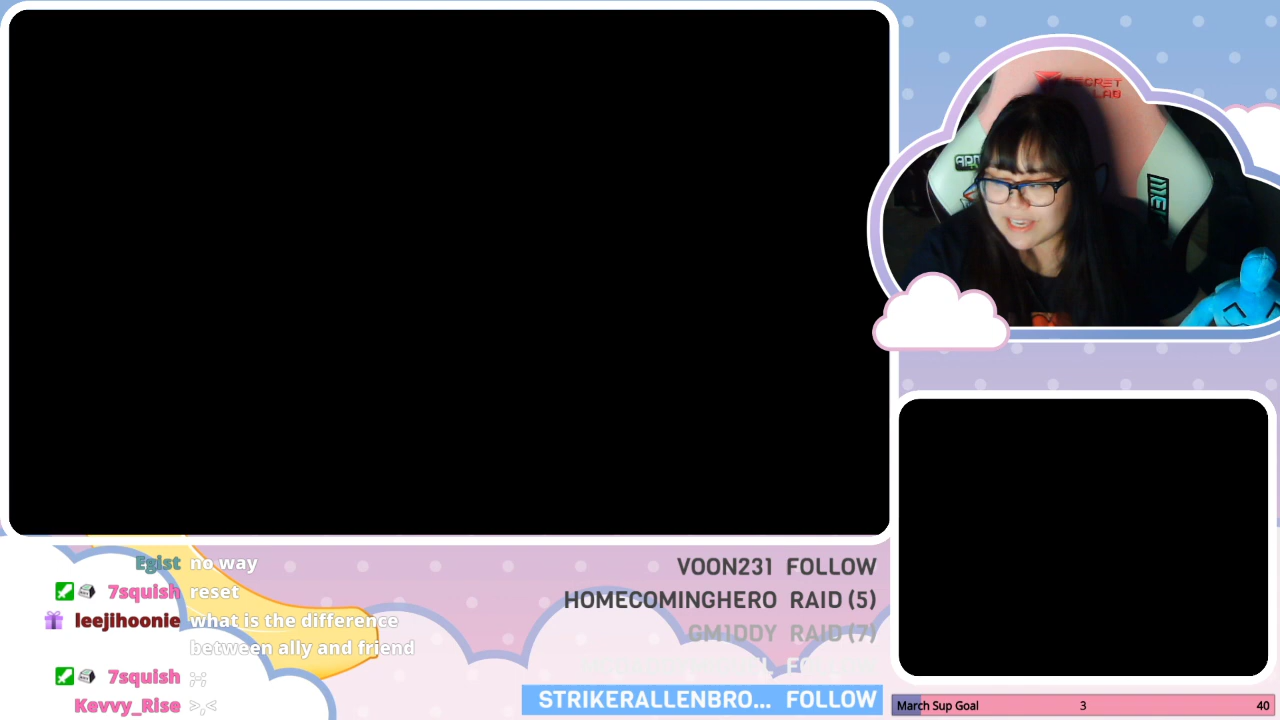 SECRET
LAB
Egist no way
7squish reset
leejihoonie what is the difference
between ally and friend
7squish ;-;
Kevvy_Rise >,<
VOON231 FOLLOW
HOMECOMINGHERO RAID (5)
GM1DDY RAID (7)
STRIKERALLENBRO... FOLLOW
March Sup Goal 3 40